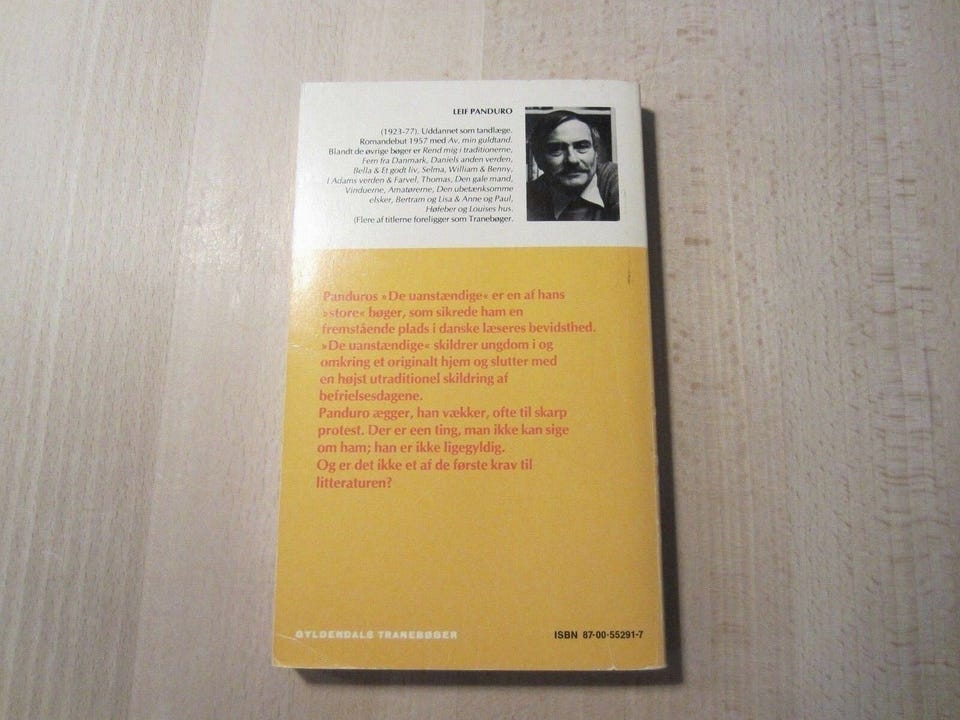 LEIF PANDURO
(1923-77). Uddannet som tandlæge.
Romandebut 1957 med Av, min guldtand.
Blandt de øvrige bøger er Rend mig i traditionerne,
Fern fra Danmark, Daniels anden verden,
Bella & Et godt liv, Selma, William & Benny,
I Adams verden & Farvel, Thomas, Den gale mand,
Vinduerne, Amatørerne, Den ubetænksomme
elsker, Bertram og Lisa & Anne og Paul,
Høfeber og Louises hus.
(Flere af titlerne foreligger som Tranebøger.
Panduros »De uanstændige« er en af hans
»store« bøger, som sikrede ham en
fremstående plads i danske læseres bevidsthed.
»De uanstændige« skildrer ungdom i og
omkring et originalt hjem og slutter med
en højst utraditionel skildring af
befrielsesdagene.
Panduro ægger, han vækker, ofte til skarp
protest. Der er een ting, man ikke kan sige
om ham; han er ikke ligegyldig.
Og er det ikke et af de første krav til
litteraturen?
GYLDENDALS TRANEBØGER
ISBN 87-00-55291-7